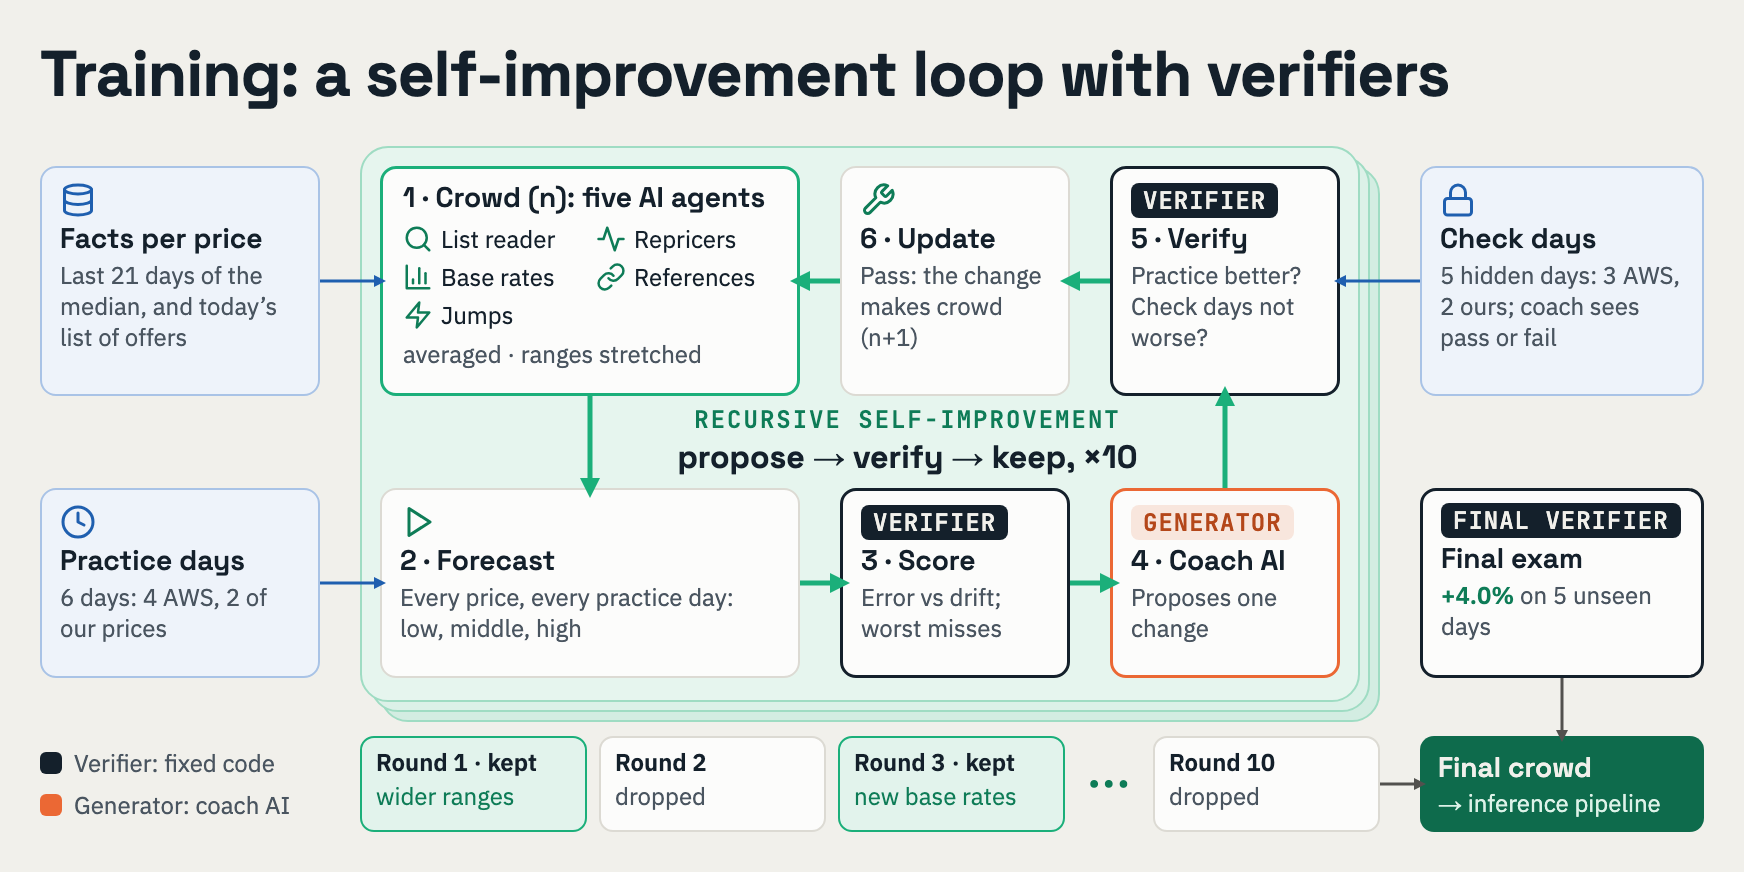 Training: a self-improvement loop with verifiers
Facts per price
Last 21 days of the
median, and today’s
list of offers
1 · Crowd (n): five AI agents
List reader
Repricers
Base rates
References
Jumps
averaged · ranges stretched
6 · Update
Pass: the change
makes crowd
(n+1)
VERIFIER
5 · Verify
Practice better?
Check days not
worse?
Check days
5 hidden days: 3 AWS,
2 ours; coach sees
pass or fail
RECURSIVE SELF-IMPROVEMENT
propose → verify → keep, ×10
Practice days
6 days: 4 AWS, 2 of
our prices
2 · Forecast
Every price, every practice day:
low, middle, high
VERIFIER
3 · Score
Error vs drift;
worst misses
GENERATOR
4 · Coach AI
Proposes one
change
FINAL VERIFIER
Final exam
+4.0% on 5 unseen
days
Verifier: fixed code
Generator: coach AI
Round 1 · kept
wider ranges
Round 2
dropped
Round 3 · kept
new base rates
...
Round 10
dropped
Final crowd
→ inference pipeline